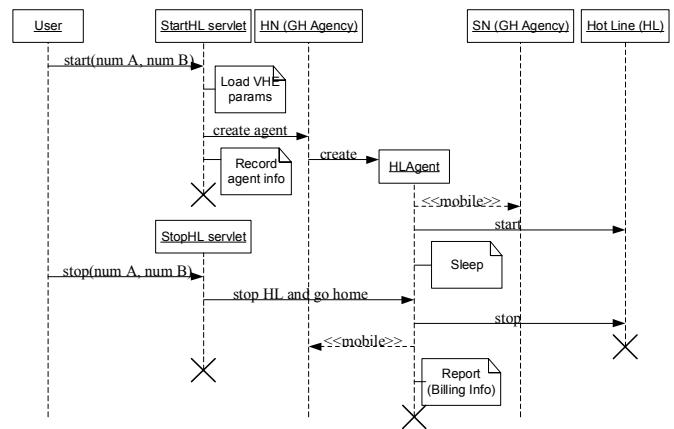 User
StartHL servlet
HN (GH Agency)
SN (GH Agency)
Hot Line (HL)
start(num A, num B)
Load VHE
params
create agent
create
HLAgent
Record
agent info
<<mobile>>
start
StopHL servlet
Sleep
stop(num A, num B)
stop HL and go home
stop
<<mobile>>
Report
(Billing Info)